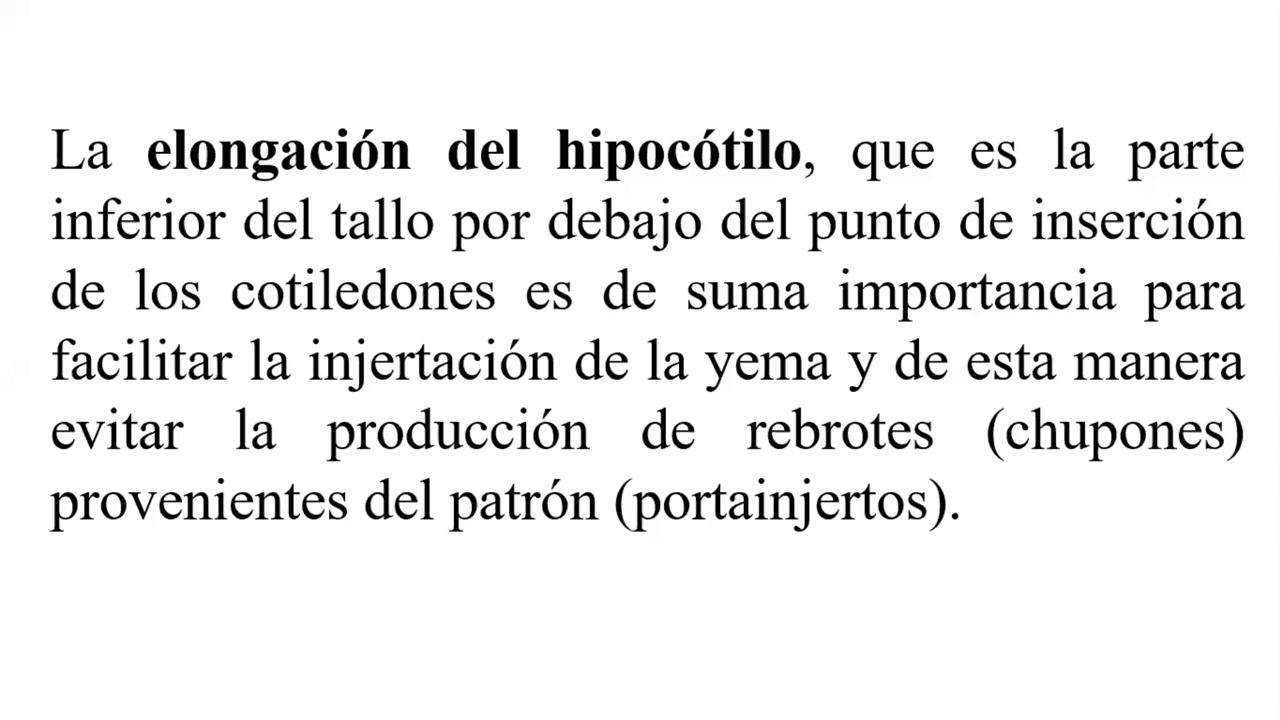 La elongación del hipocótilo, que es la parte
inferior del tallo por debajo del punto de inserción
de los cotiledones es de suma importancia para
facilitar la injertación de la yema y de esta manera
evitar la producción de rebrotes (chupones)
provenientes del patrón (portainjertos).